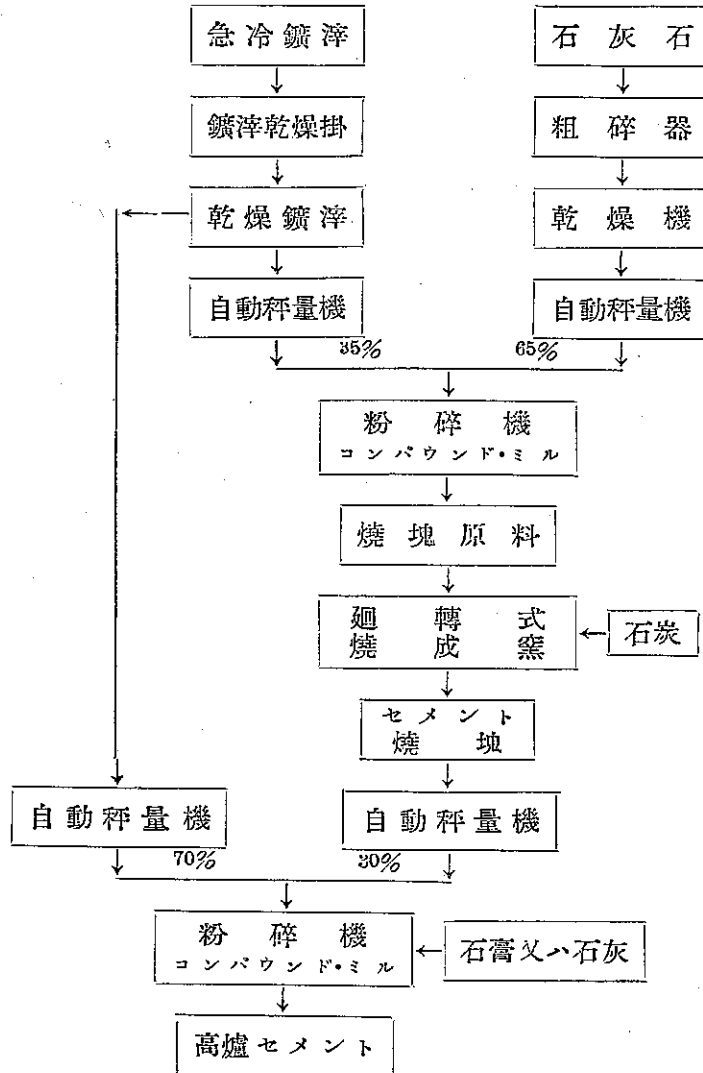 急冷鑛滓
石灰石
鑛滓乾燥掛
粗碎器
乾燥鑛滓
乾燥機
自動秤量機
自動秤量機
35%
65%
粉碎機
コンパウンド・ミル
燒塊原料
廻轉式
燒成窯
石炭
セメント
燒塊
自動秤量機
自動秤量機
70%
30%
粉碎機
コンパウンド・ミル
石膏又ハ石灰
高爐セメント